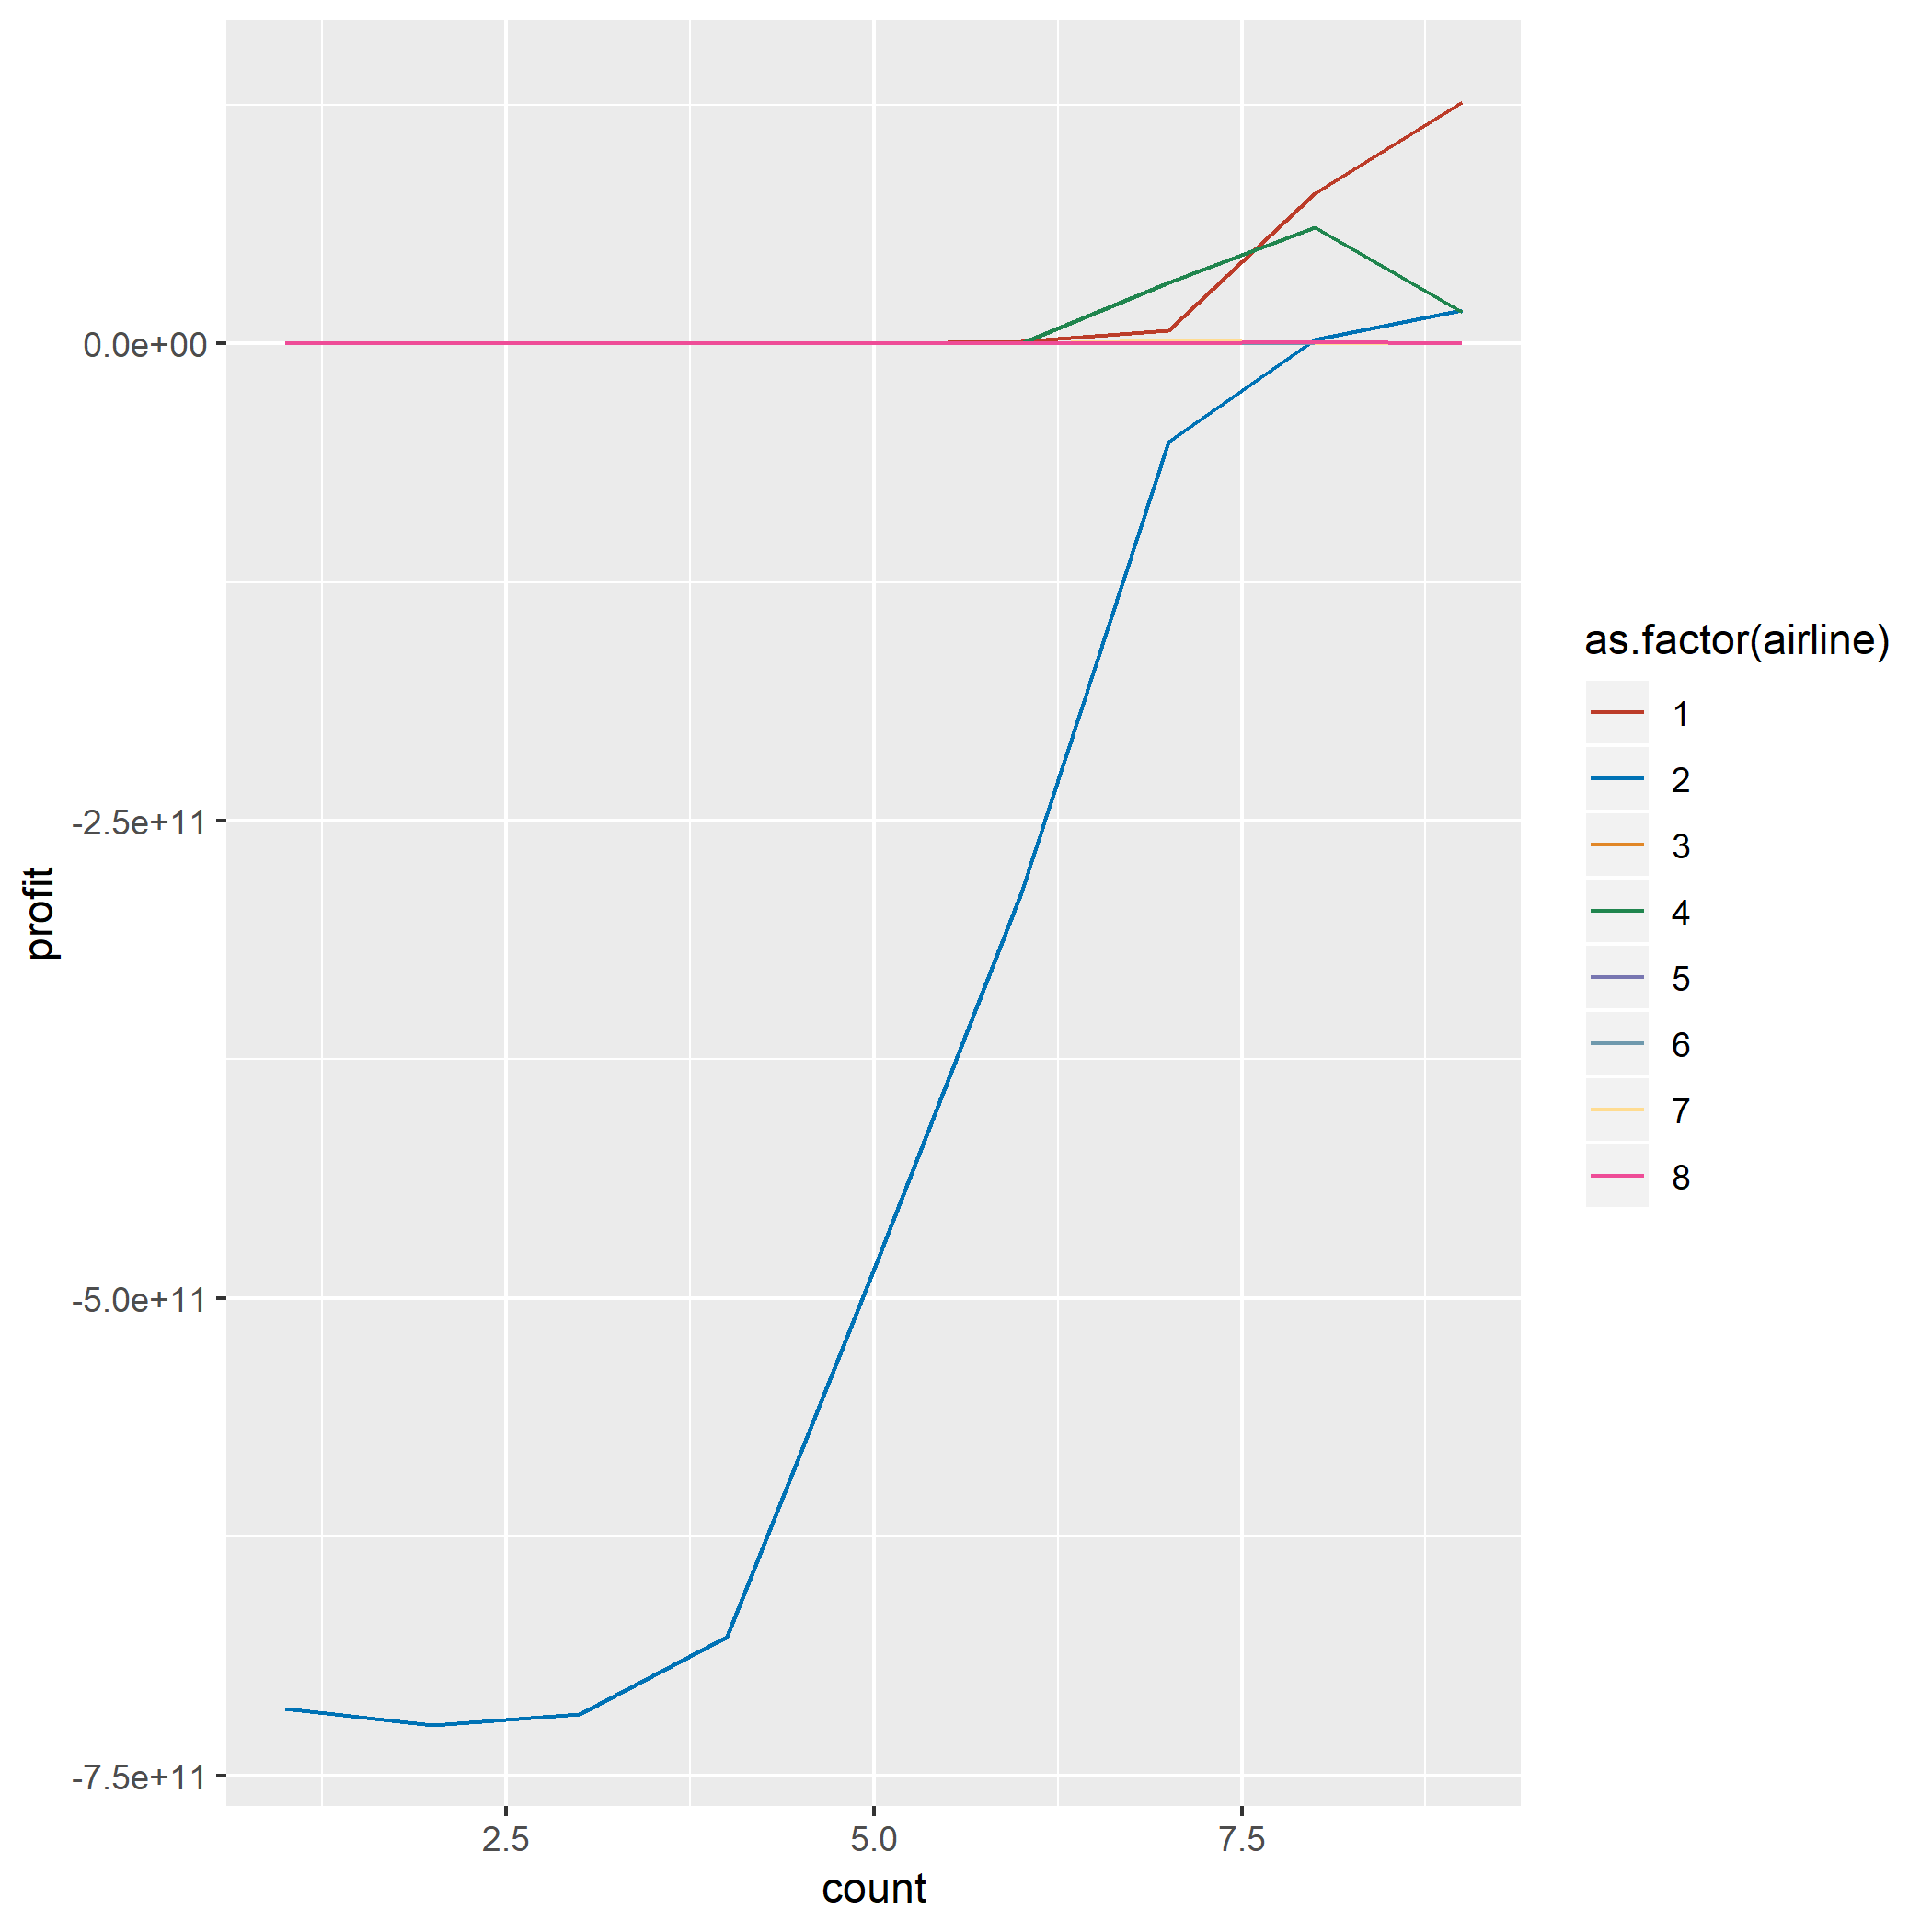 0.0e+00
-2.5e+11
-5.0e+11
-7.5e+11
profit
2.5 5.0 7.5
count
as.factor(airline)
1
2
3
4
5
6
7
8